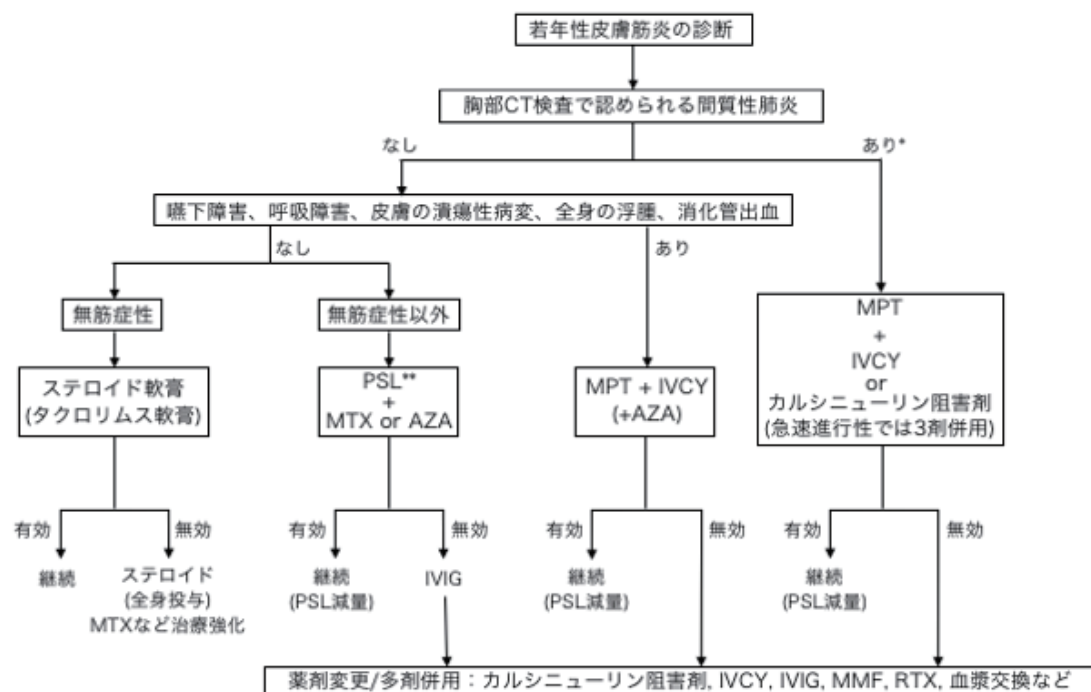 若年性皮膚筋炎の診断
胸部CT検査で認められる間質性肺炎
なし
あり*
嚥下障害、呼吸障害、皮膚の潰瘍性病変、全身の浮腫、消化管出血
なし
あり
無筋症性
無筋症性以外
MPT
+
IVCY
or
カルシニューリン阻害剤
(急速進行性では3剤併用)
ステロイド軟膏
(タクロリムス軟膏)
PSL**
+
MTX or AZA
MPT + IVCY
(+AZA)
有効
無効
有効
無効
有効
無効
有効
無効
継続
ステロイド
(全身投与)
MTXなど治療強化
継続
(PSL減量)
IVIG
継続
(PSL減量)
継続
(PSL減量)
薬剤変更/多剤併用：カルシニューリン阻害剤, IVCY, IVIG, MMF, RTX, 血漿交換など